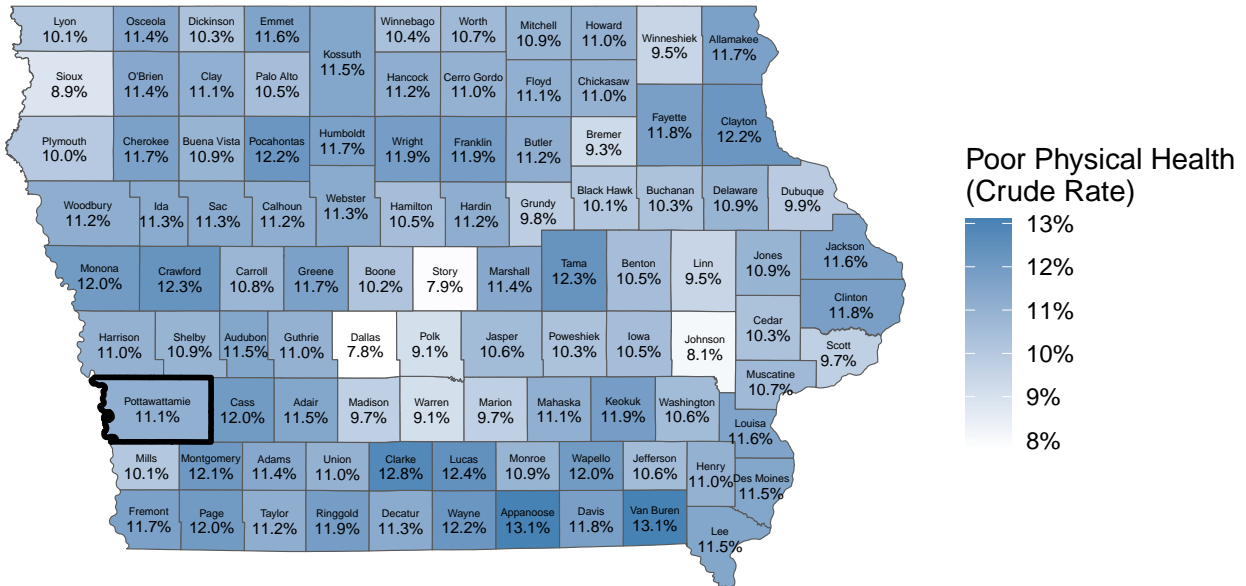 Lyon
10.1%
Osceola
11.4%
Dickinson
10.3%
Emmet
11.6%
Kossuth
11.5%
Winnebago
10.4%
Worth
10.7%
Mitchell
10.9%
Howard
11.0%
Winneshiek
9.5%
Allamakee
11.7%
Sioux
8.9%
O'Brien
11.4%
Clay
11.1%
Palo Alto
10.5%
Hancock
11.2%
Cerro Gordo
11.0%
Floyd
11.1%
Chickasaw
11.0%
Fayette
11.8%
Clayton
12.2%
Plymouth
10.0%
Cherokee
11.7%
Buena Vista
10.9%
Pocahontas
12.2%
Humboldt
11.7%
Wright
11.9%
Franklin
11.9%
Butler
11.2%
Bremer
9.3%
Woodbury
11.2%
Ida
11.3%
Sac
11.3%
Calhoun
11.2%
Webster
11.3%
Hamilton
10.5%
Hardin
11.2%
Grundy
9.8%
Black Hawk
10.1%
Buchanan
10.3%
Delaware
10.9%
Dubuque
9.9%
Monona
12.0%
Crawford
12.3%
Carroll
10.8%
Greene
11.7%
Boone
10.2%
Story
7.9%
Marshall
11.4%
Tama
12.3%
Benton
10.5%
Linn
9.5%
Jones
10.9%
Jackson
11.6%
Clinton
11.8%
Harrison
11.0%
Shelby
10.9%
Audubon
11.5%
Guthrie
11.0%
Dallas
7.8%
Polk
9.1%
Jasper
10.6%
Poweshiek
10.3%
Iowa
10.5%
Johnson
8.1%
Cedar
10.3%
Scott
9.7%
Muscatine
10.7%
Pottawattamie
11.1%
Cass
12.0%
Adair
11.5%
Madison
9.7%
Warren
9.1%
Marion
9.7%
Mahaska
11.1%
Keokuk
11.9%
Washington
10.6%
Louisa
11.6%
Mills
10.1%
Montgomery
12.1%
Adams
11.4%
Union
11.0%
Clarke
12.8%
Lucas
12.4%
Monroe
10.9%
Wapello
12.0%
Jefferson
10.6%
Henry
11.0%
Des Moines
11.5%
Fremont
11.7%
Page
12.0%
Taylor
11.2%
Ringgold
11.9%
Decatur
11.3%
Wayne
12.2%
Appanoose
13.1%
Davis
11.8%
Van Buren
13.1%
Lee
11.5%
Poor Physical Health
(Crude Rate)
13%
12%
11%
10%
9%
8%